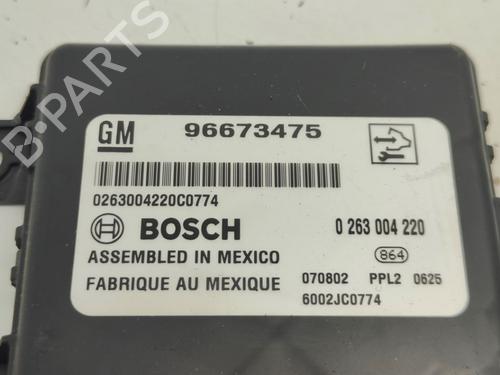 GM 96673475
0263004220C0774
BOSCH 0 263 004 220
ASSEMBLED IN MEXICO 864
FABRIQUE AU MEXIQUE 070802 PPL2 0625
6002JC0774
B-PARTS